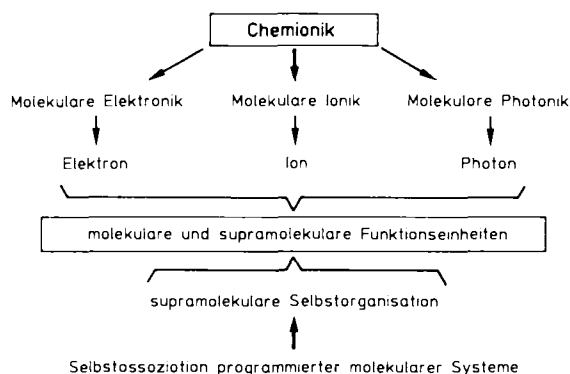 Chemionik
Molekulare Elektronik Molekulare Ionik Molekulare Photonik
Elektron Ion Photon
molekulare und supramolekulare Funktionseinheiten
supramolekulare Selbstorganisation
Selbstassoziation programmierter molekularer Systeme